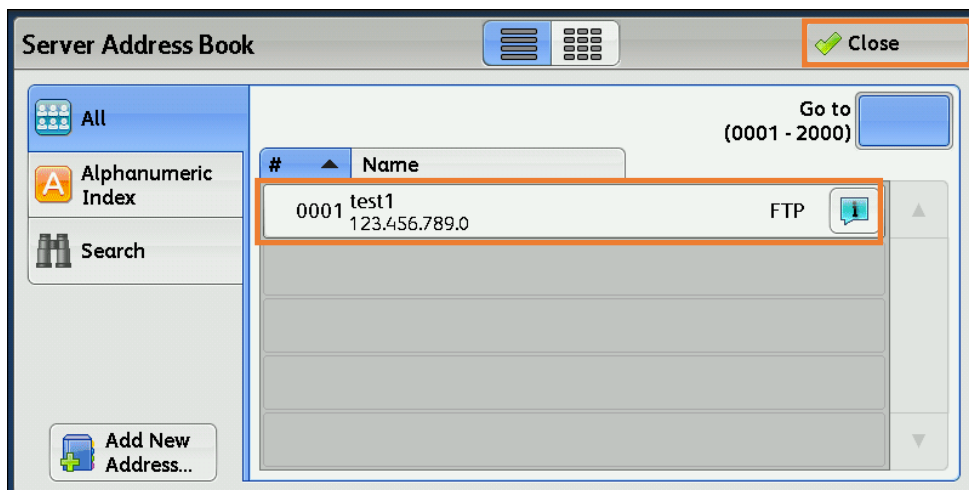 Server Address Book
Close
All
Alphanumeric
Index
Search
Add New
Address...
Go to
(0001 - 2000)
# Name
0001 test1 FTP
123.456.789.0